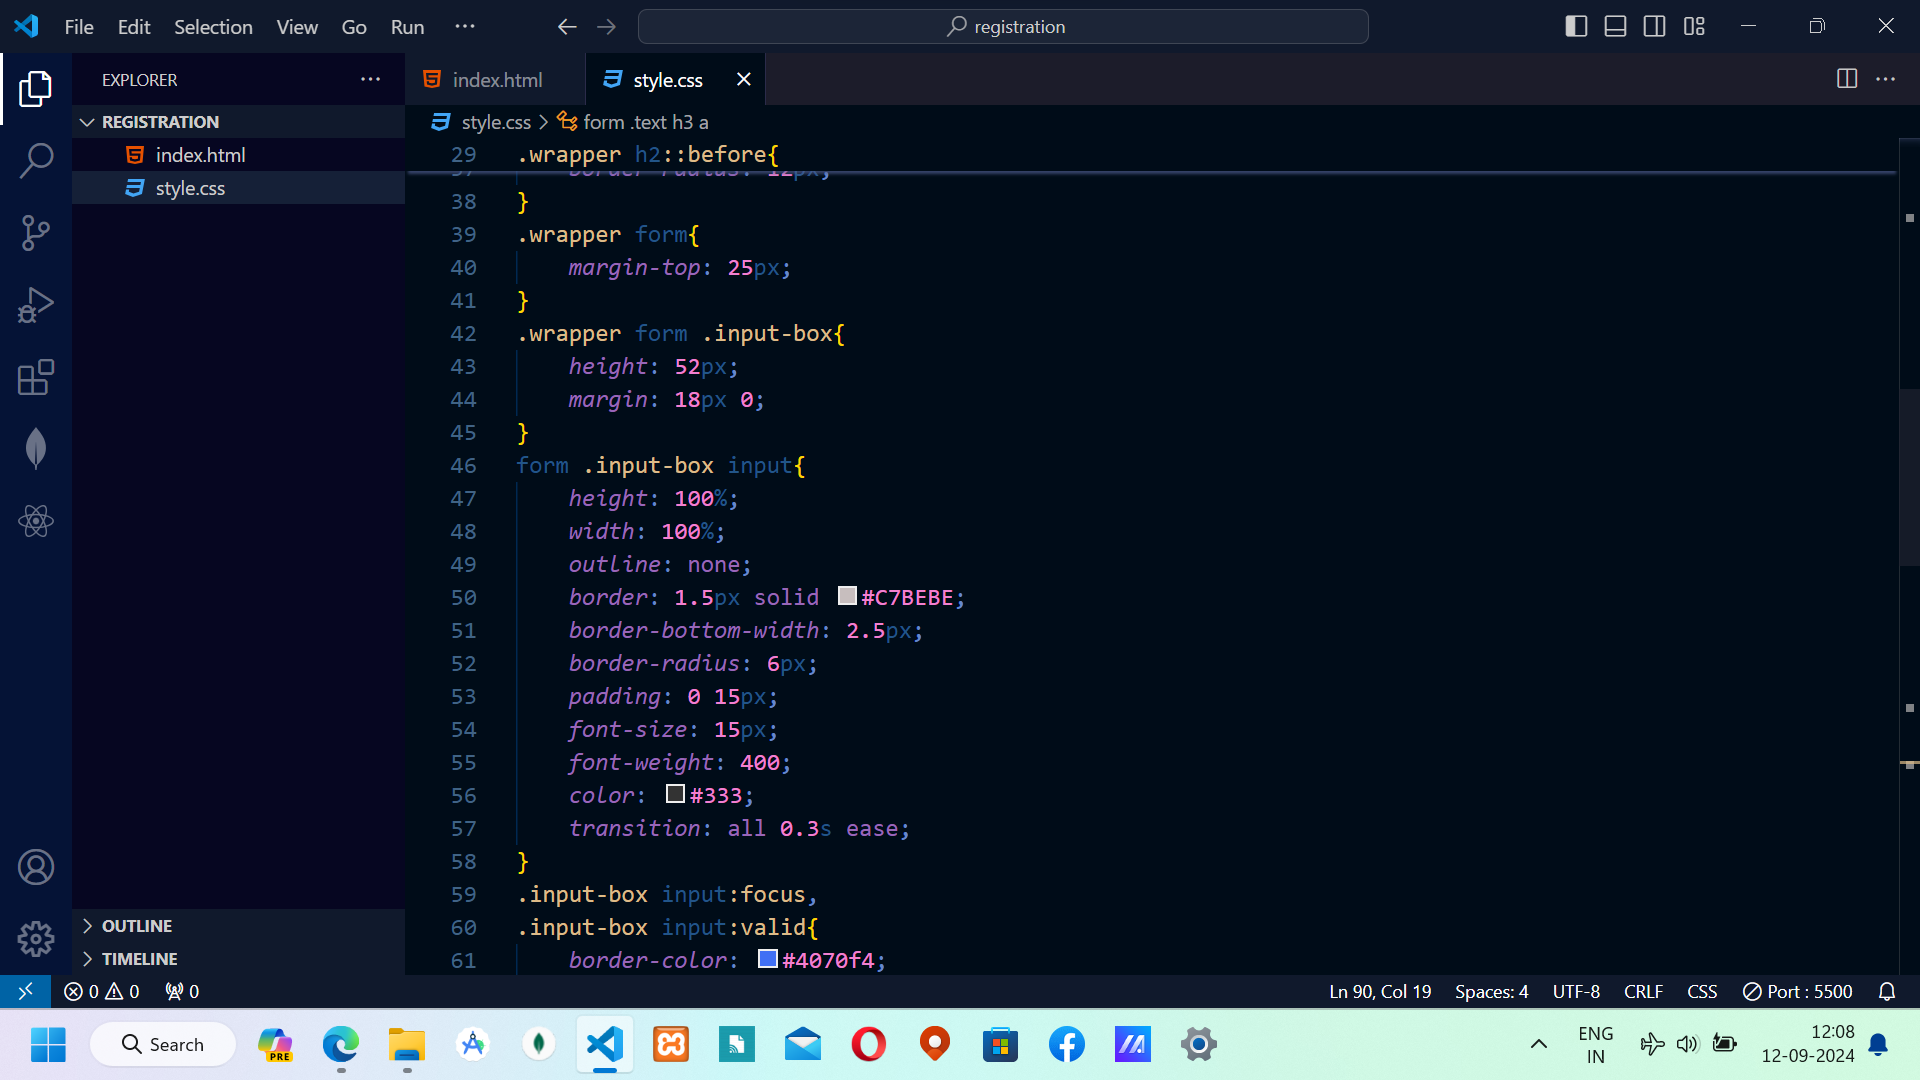 File Edit Selection View Go Run ··· registration
EXPLORER ···
index.html style.css
REGISTRATION
index.html
style.css
style.css > form .text h3 a
29 .wrapper h2::before{
37 border-radius: 12px;
38 }
39 .wrapper form{
40 margin-top: 25px;
41 }
42 .wrapper form .input-box{
43 height: 52px;
44 margin: 18px 0;
45 }
46 form .input-box input{
47 height: 100%;
48 width: 100%;
49 outline: none;
50 border: 1.5px solid #C7BEBE;
51 border-bottom-width: 2.5px;
52 border-radius: 6px;
53 padding: 0 15px;
54 font-size: 15px;
55 font-weight: 400;
56 color: #333;
57 transition: all 0.3s ease;
58 }
59 .input-box input:focus,
60 .input-box input:valid{
61 border-color: #4070f4;
OUTLINE
TIMELINE
0 0 0 Ln 90, Col 19 Spaces: 4 UTF-8 CRLF CSS Port : 5500
Search PRE ENG IN 12:08
12-09-2024